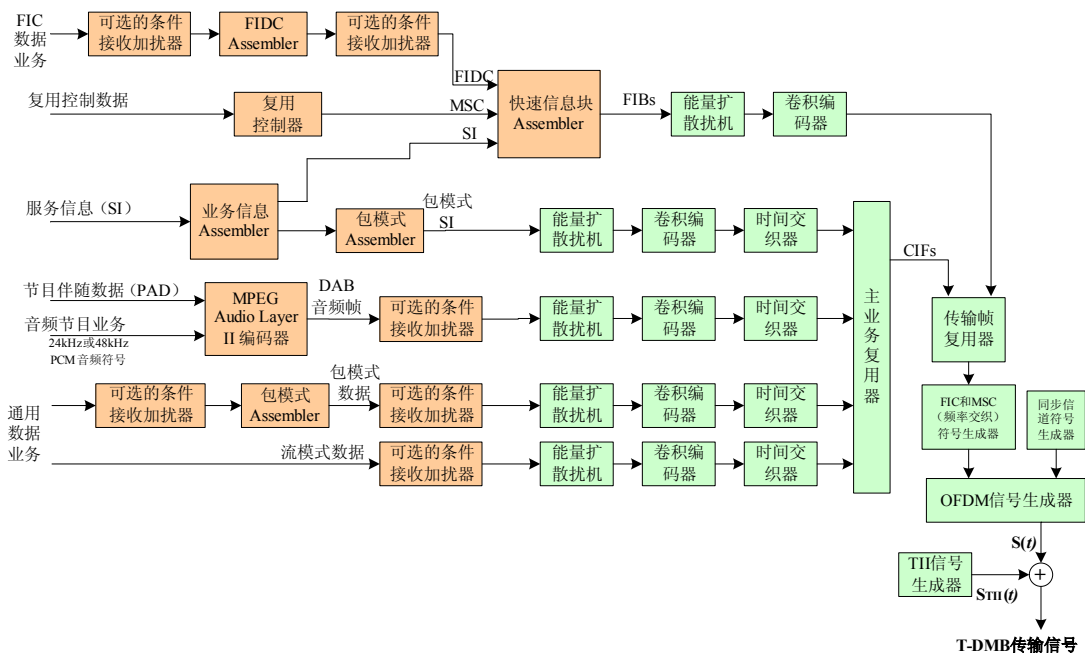 FIC
数据
业务
可选的条件
接收加扰器
FIDC
Assembler
可选的条件
接收加扰器
FIDC
复用控制数据
复用
控制器
MSC
SI
快速信息块
Assembler
FIBs
能量扩
散扰机
卷积编
码器
服务信息（SI）
业务信息
Assembler
包模式
Assembler
包模式
SI
能量扩
散扰机
卷积编
码器
时间交
织器
节目伴随数据（PAD）
音频节目业务
24kHz或48kHz
PCM 音频符号
MPEG
Audio Layer
II 编码器
DAB
音频帧
可选的条件
接收加扰器
能量扩
散扰机
卷积编
码器
时间交
织器
通用
数据
业务
可选的条件
接收加扰器
包模式
Assembler
包模式
数据
可选的条件
接收加扰器
能量扩
散扰机
卷积编
码器
时间交
织器
流模式数据
可选的条件
接收加扰器
能量扩
散扰机
卷积编
码器
时间交
织器
主
业
务
复
用
器
CIFs
传输帧
复用器
FIC和MSC
（频率交织）
符号生成器
同步信
道符号
生成器
OFDM信号生成器
S(t)
TII信号
生成器
STII(t)
+
T-DMB传输信号